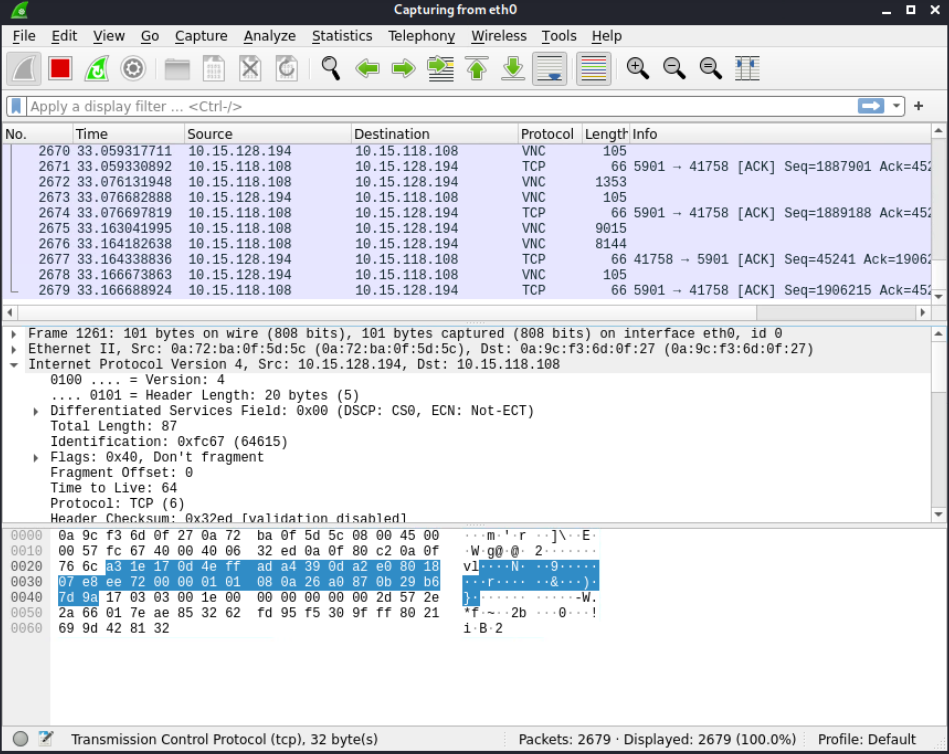 Capturing from eth0
File Edit View Go Capture Analyze Statistics Telephony Wireless Tools Help
Apply a display filter ... <Ctrl-/>
No. Time Source Destination Protocol Length Info
2670 33.059317711 10.15.128.194 10.15.118.108 VNC 105
2671 33.059330892 10.15.118.108 10.15.128.194 TCP 66 5901 → 41758 [ACK] Seq=1887901 Ack=452
2672 33.076131948 10.15.118.108 10.15.128.194 VNC 1353
2673 33.076682888 10.15.128.194 10.15.118.108 VNC 105
2674 33.076697819 10.15.118.108 10.15.128.194 TCP 66 5901 → 41758 [ACK] Seq=1889188 Ack=452
2675 33.163041995 10.15.118.108 10.15.128.194 VNC 9015
2676 33.164182638 10.15.118.108 10.15.128.194 VNC 8144
2677 33.164338836 10.15.128.194 10.15.118.108 TCP 66 41758 → 5901 [ACK] Seq=45241 Ack=19062
2678 33.166673863 10.15.128.194 10.15.118.108 VNC 105
2679 33.166688924 10.15.118.108 10.15.128.194 TCP 66 5901 → 41758 [ACK] Seq=1906215 Ack=452
Frame 1261: 101 bytes on wire (808 bits), 101 bytes captured (808 bits) on interface eth0, id 0
Ethernet II, Src: 0a:72:ba:0f:5d:5c (0a:72:ba:0f:5d:5c), Dst: 0a:9c:f3:6d:0f:27 (0a:9c:f3:6d:0f:27)
Internet Protocol Version 4, Src: 10.15.128.194, Dst: 10.15.118.108
0100 .... = Version: 4
.... 0101 = Header Length: 20 bytes (5)
Differentiated Services Field: 0x00 (DSCP: CS0, ECN: Not-ECT)
Total Length: 87
Identification: 0xfc67 (64615)
Flags: 0x40, Don't fragment
Fragment Offset: 0
Time to Live: 64
Protocol: TCP (6)
Header Checksum: 0x32ed [validation disabled]
0000 0a 9c f3 6d 0f 27 0a 72 ba 0f 5d 5c 08 00 45 00 ···m·'·r ··]\··E·
0010 00 57 fc 67 40 00 40 06 32 ed 0a 0f 80 c2 0a 0f ·W·g@·@· 2·······
0020 76 6c a3 1e 17 0d 4e ff ad a4 39 0d a2 e0 80 18 vl····N· ··9·····
0030 07 e8 ee 72 00 00 01 01 08 0a 26 a0 87 0b 29 b6 ···r···· ··&···)·
0040 7d 9a 17 03 03 00 1e 00 00 00 00 00 00 2d 57 2e }······· ·····-W.
0050 2a 66 01 7e ae 85 32 62 fd 95 f5 30 9f ff 80 21 *f·~··2b ···0···!
0060 69 9d 42 81 32 i·B·2
Transmission Control Protocol (tcp), 32 byte(s) Packets: 2679 · Displayed: 2679 (100.0%) Profile: Default